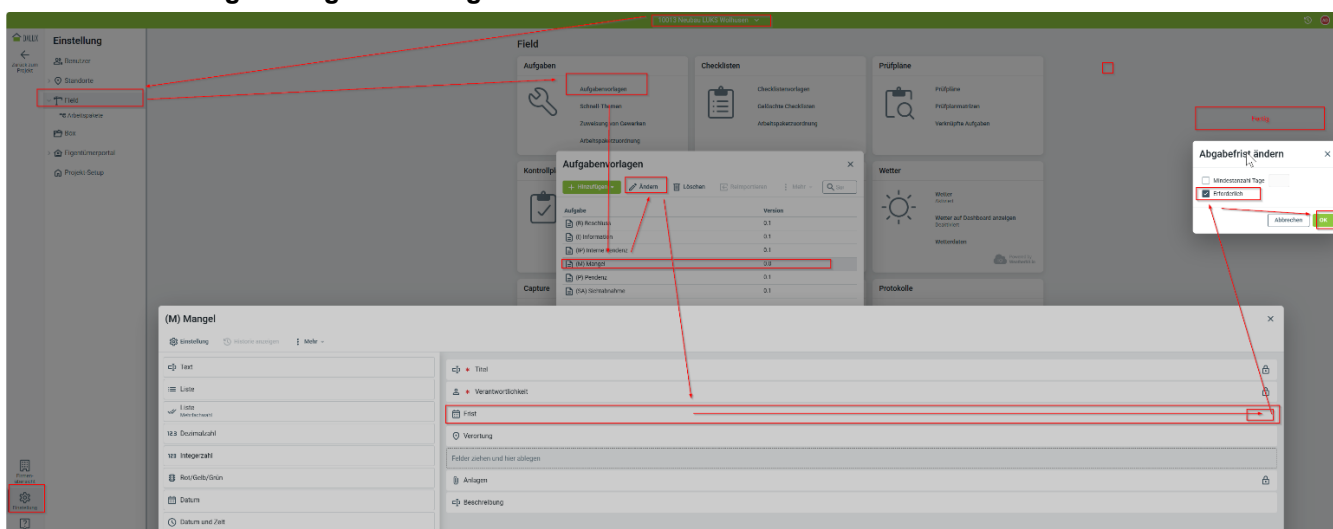 10013 Neubau LUKS Wolhusen
Einstellung
Zurück zum
Projekt
Benutzer
Standorte
Field
Arbeitspakete
Box
Eigentümerportal
Projekt Setup
Einstellung
Field
Aufgaben
Aufgabenvorlagen
Schnell Themen
Zuweisung von Gewerken
Arbeitspaketzuordnung
Checklisten
Checklistenvorlagen
Gelöschte Checklisten
Arbeitspaketzuordnung
Prüfpläne
Prüfpläne
Prüfplanmatrizen
Verknüpfte Aufgaben
Wetter
Wetter
Wetter auf Dashboard anzeigen
Wetterdaten
Capture
Protokolle
Aufgabenvorlagen
Hinzufügen
Ändern
Löschen
Mehr
Aufgabe
Version
(B) Beschluss
0.1
(I) Information
0.1
(IP) Interne Pendenz
0.1
(M) Mangel
0.0
(P) Pendenz
0.1
0.1
(M) Mangel
Einstellung
Historie anzeigen
Mehr
Text
Liste
Liste
Mehrfachwahl
123 Dezimalzahl
123 Integerzahl
Rot/Gelb/Grün
Datum
Datum und Zeit
* Titel
* Verantwortlichkeit
Frist
Verortung
Felder ziehen und hier ablegen
Anlagen
Beschreibung
Fertig
Abgabefrist ändern
Mindestanzahl Tage
Erforderlich
Abbrechen
OK